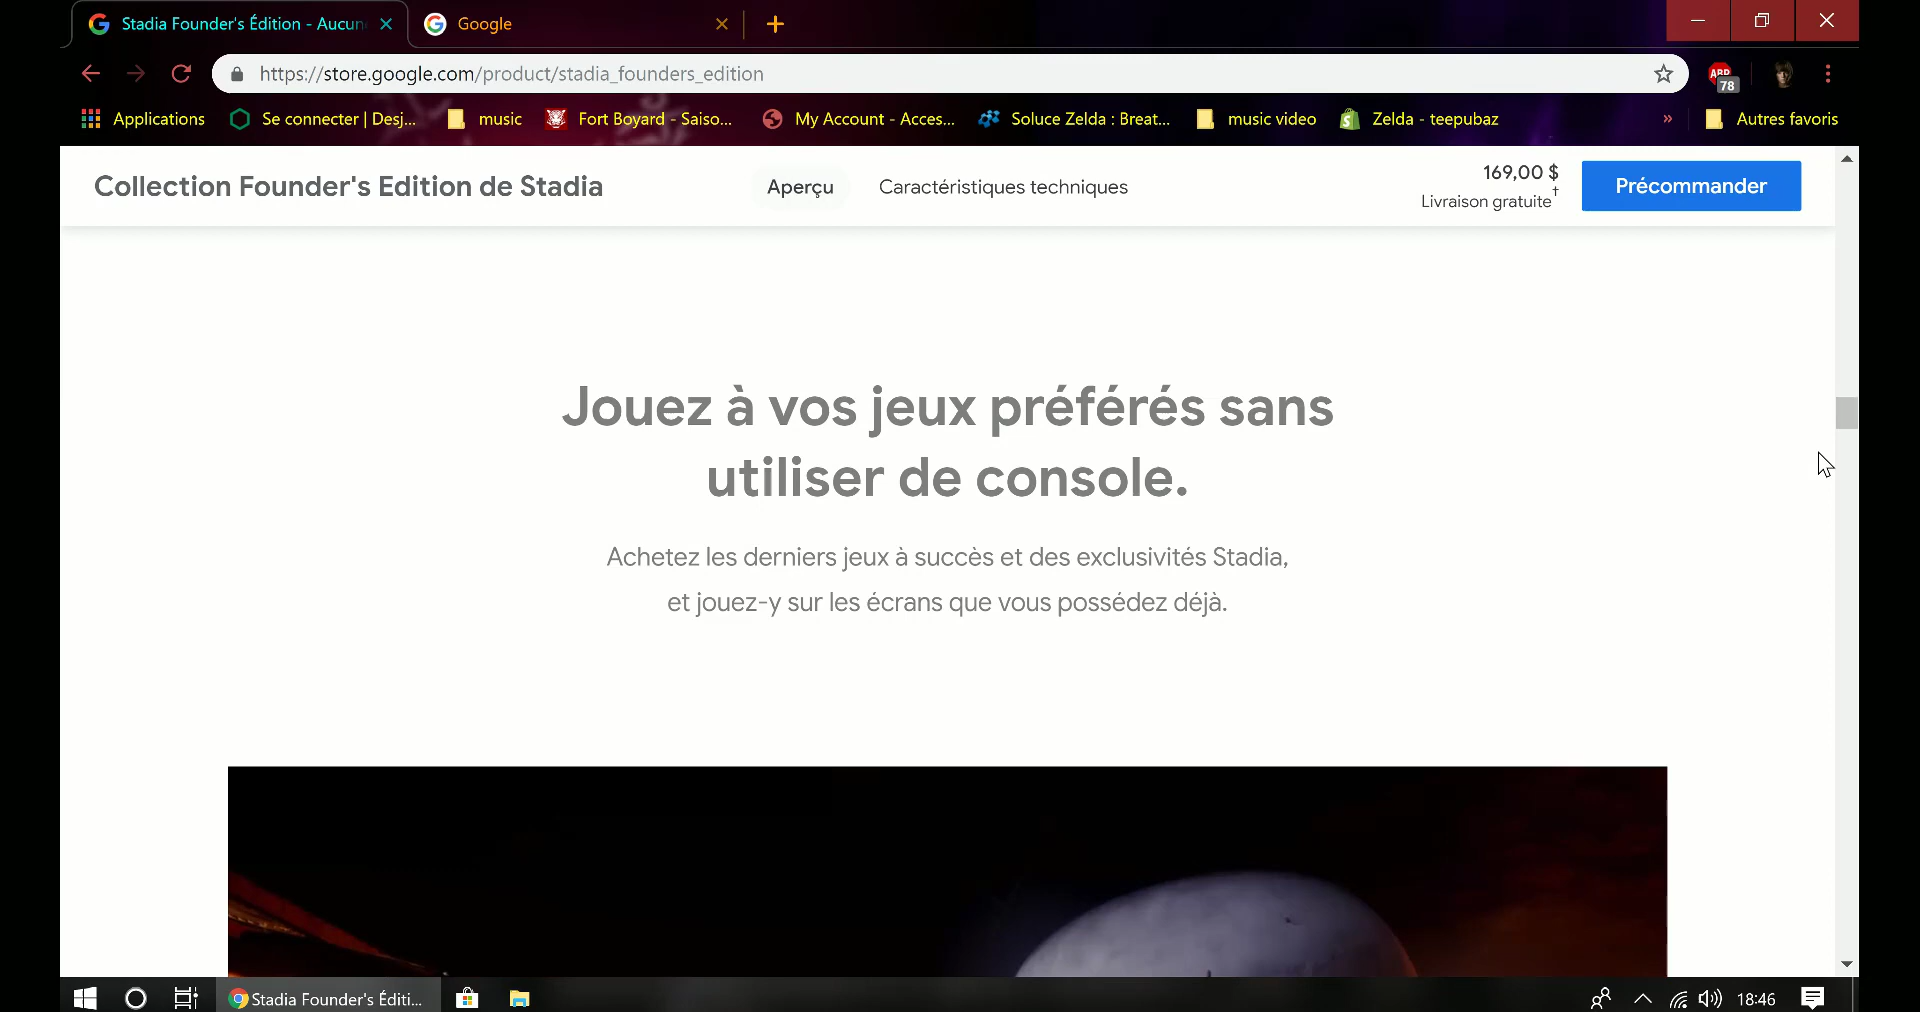 Stadia Founder's Édition - Aucun
Google
https://store.google.com/product/stadia_founders_edition
ABP
78
Applications
Se connecter | Desj...
music
Fort Boyard - Saiso...
My Account - Acces...
Soluce Zelda : Breat...
music video
Zelda - teepubaz
»
Autres favoris
Collection Founder's Edition de Stadia
Aperçu
Caractéristiques techniques
169,00 $
Livraison gratuite†
Précommander
Jouez à vos jeux préférés sans
utiliser de console.
Achetez les derniers jeux à succès et des exclusivités Stadia,
et jouez-y sur les écrans que vous possédez déjà.
Stadia Founder's Éditi...
18:46